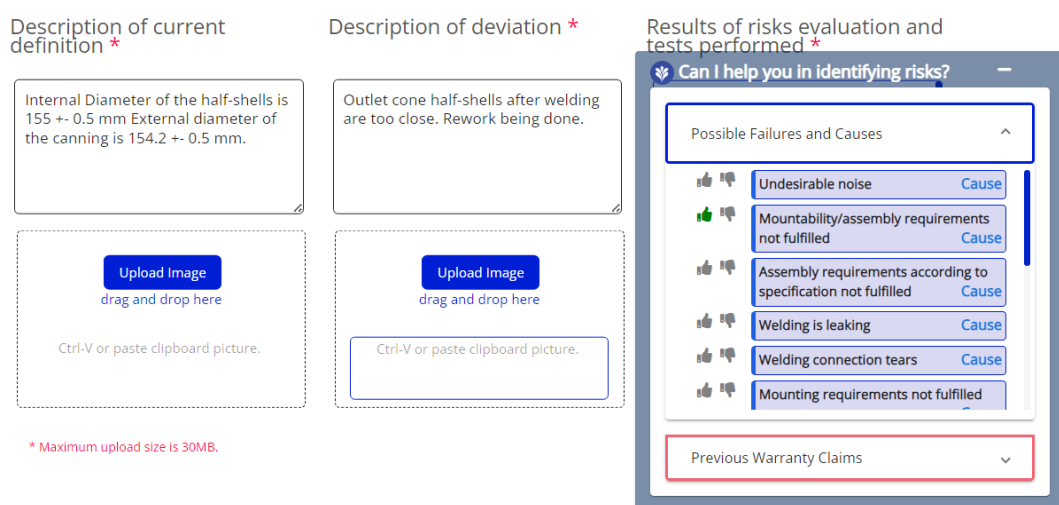 Description of current
definition *
Internal Diameter of the half-shells is
155 +- 0.5 mm External diameter of
the canning is 154.2 +- 0.5 mm.
Upload Image
drag and drop here
Ctrl-V or paste clipboard picture.
* Maximum upload size is 30MB.
Description of deviation *
Outlet cone half-shells after welding
are too close. Rework being done.
Upload Image
drag and drop here
Ctrl-V or paste clipboard picture.
Results of risks evaluation and
tests performed *
Can I help you in identifying risks?
Possible Failures and Causes
Undesirable noise Cause
Mountability/assembly requirements
not fulfilled Cause
Assembly requirements according to
specification not fulfilled Cause
Welding is leaking Cause
Welding connection tears Cause
Mounting requirements not fulfilled
Previous Warranty Claims